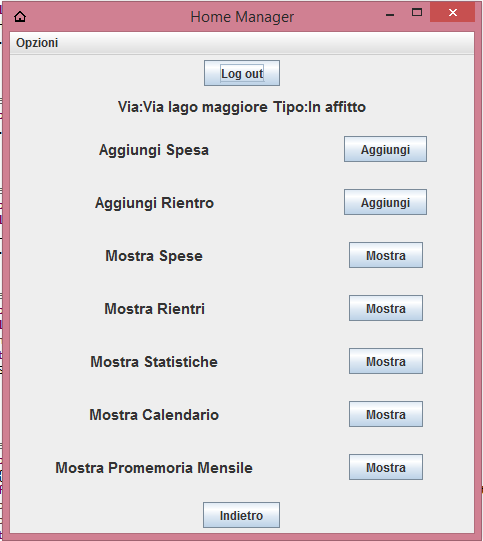 Home Manager
Opzioni
Log out
Via:Via lago maggiore Tipo:In affitto
Aggiungi Spesa Aggiungi
Aggiungi Rientro Aggiungi
Mostra Spese Mostra
Mostra Rientri Mostra
Mostra Statistiche Mostra
Mostra Calendario Mostra
Mostra Promemoria Mensile Mostra
Indietro